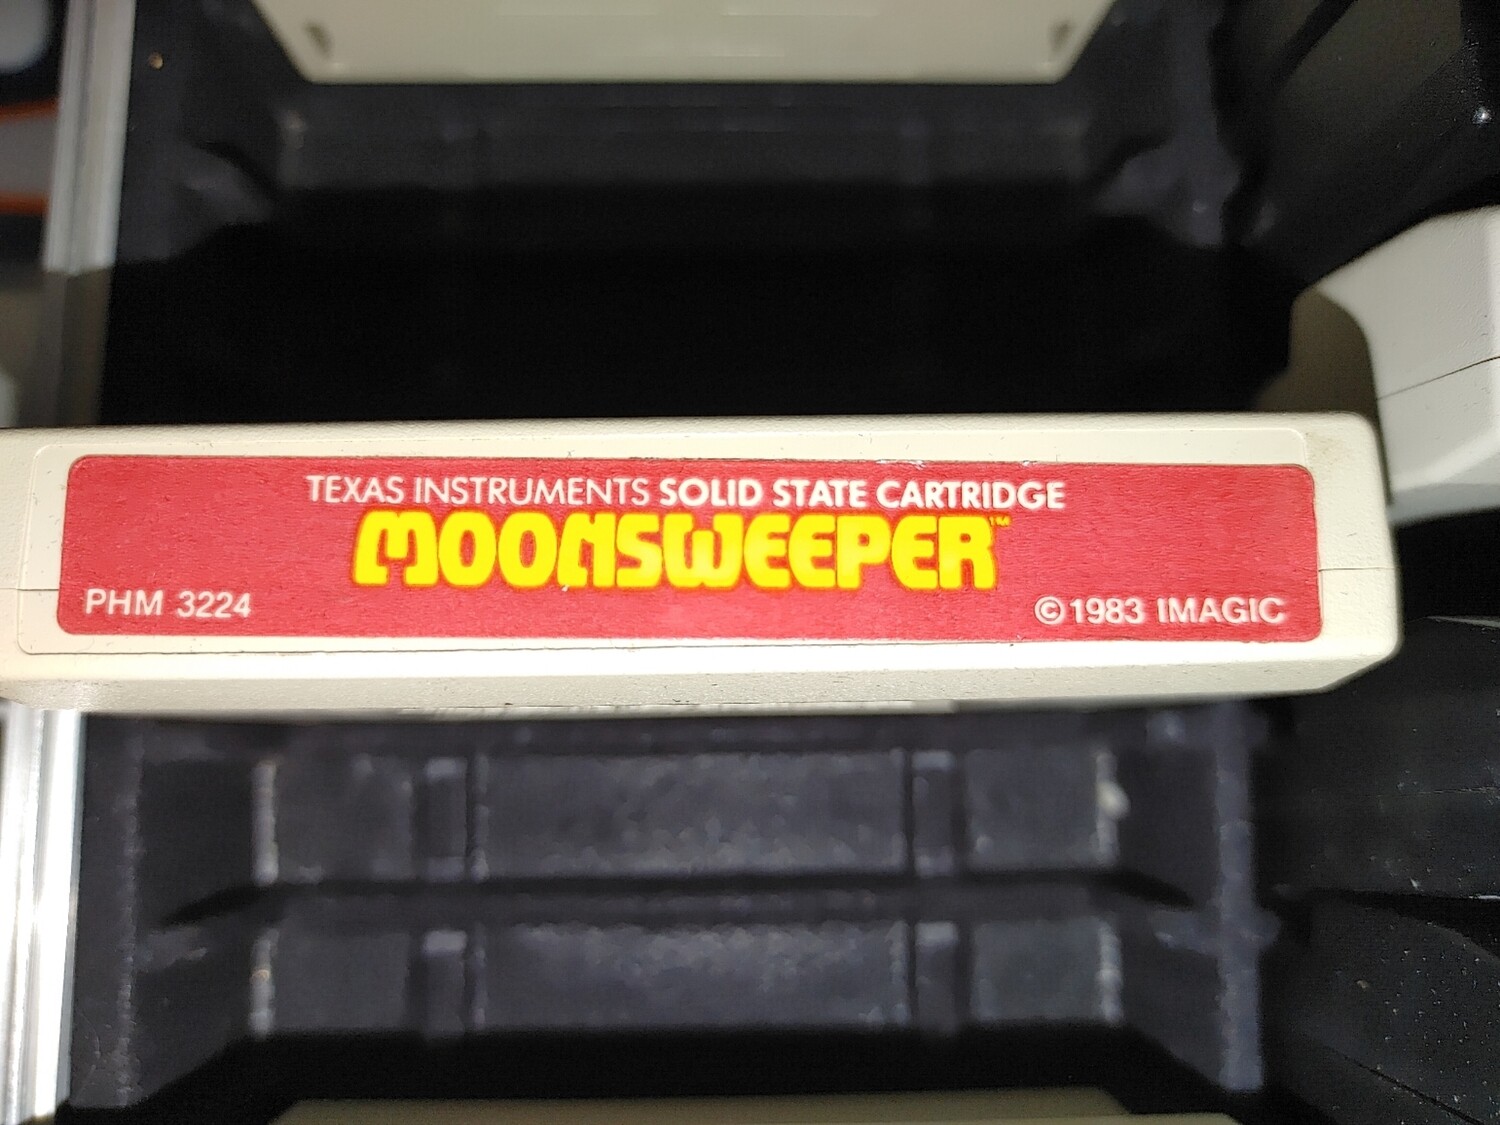 TEXAS INSTRUMENTS SOLID STATE CARTRIDGE
MOONSWEEPER™
PHM 3224
©1983 IMAGIC